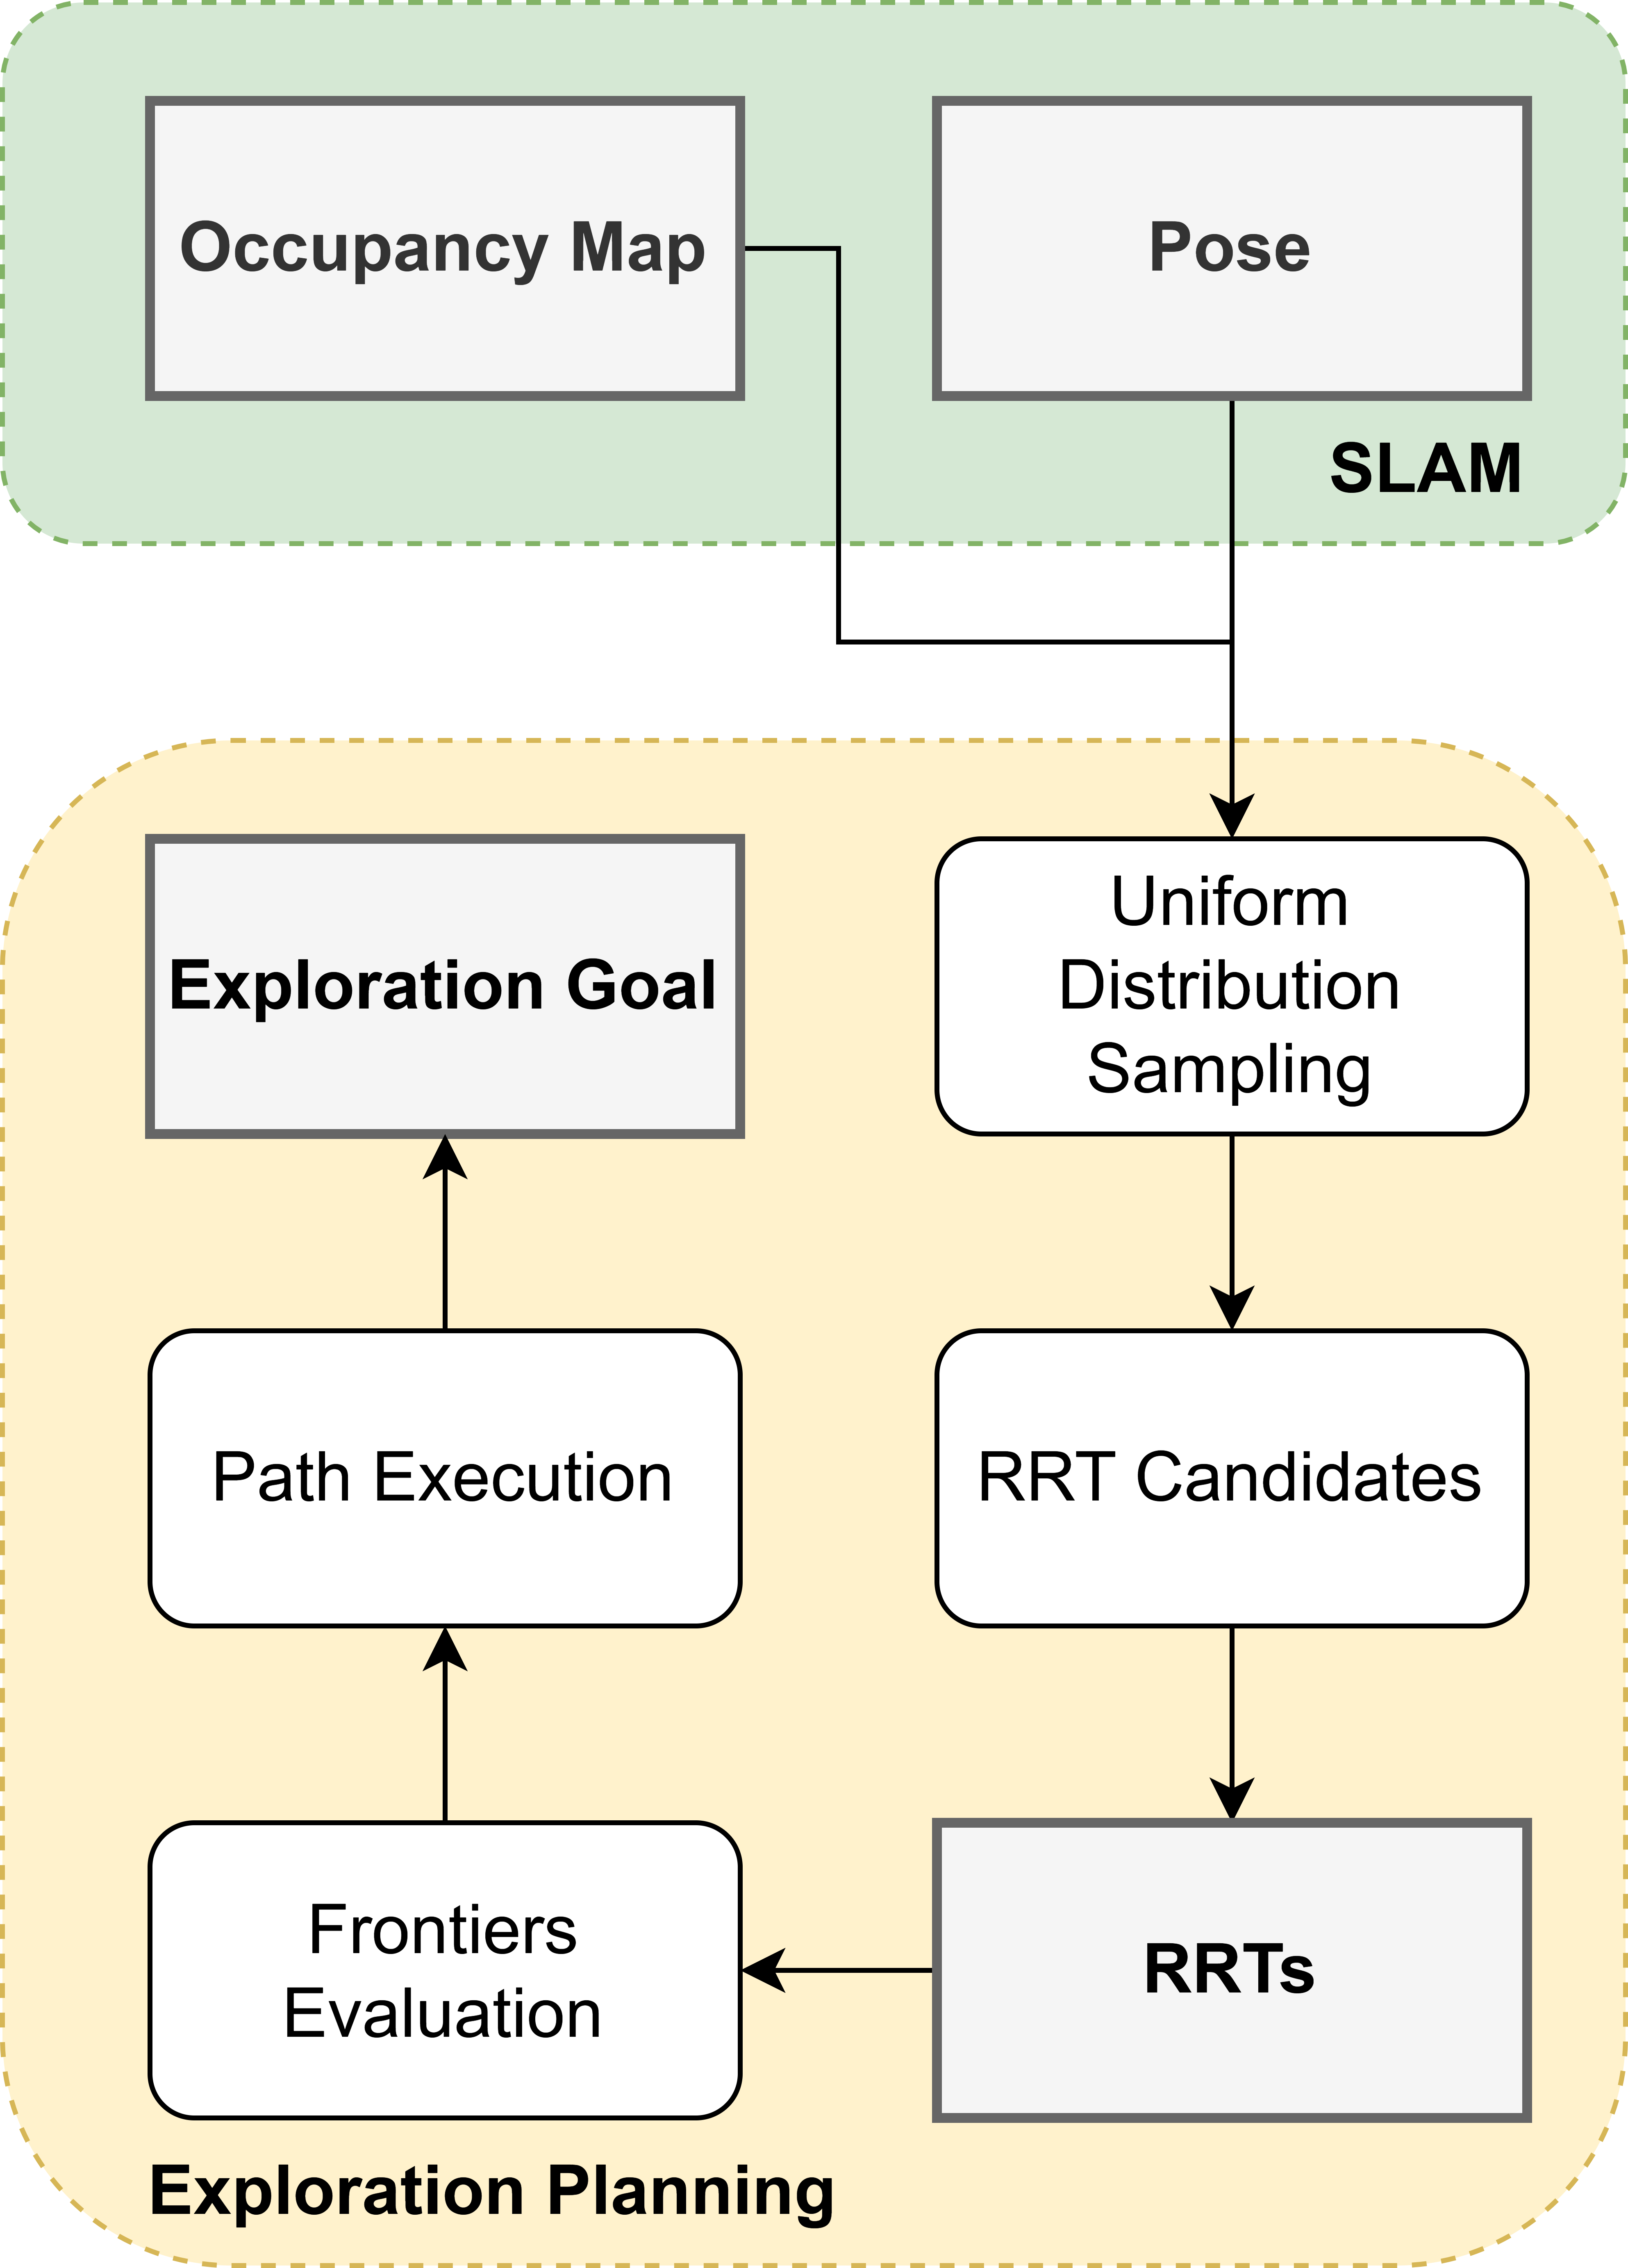 Occupancy Map
Pose
SLAM
Exploration Goal
Uniform
Distribution
Sampling
Path Execution
RRT Candidates
Frontiers
Evaluation
RRTs
Exploration Planning